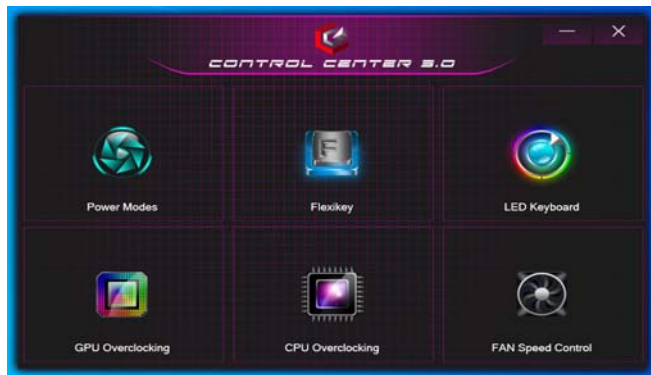 CONTROL CENTER 3.0
Power Modes
Flexikey
F
LED Keyboard
GPU Overclocking
CPU Overclocking
FAN Speed Control